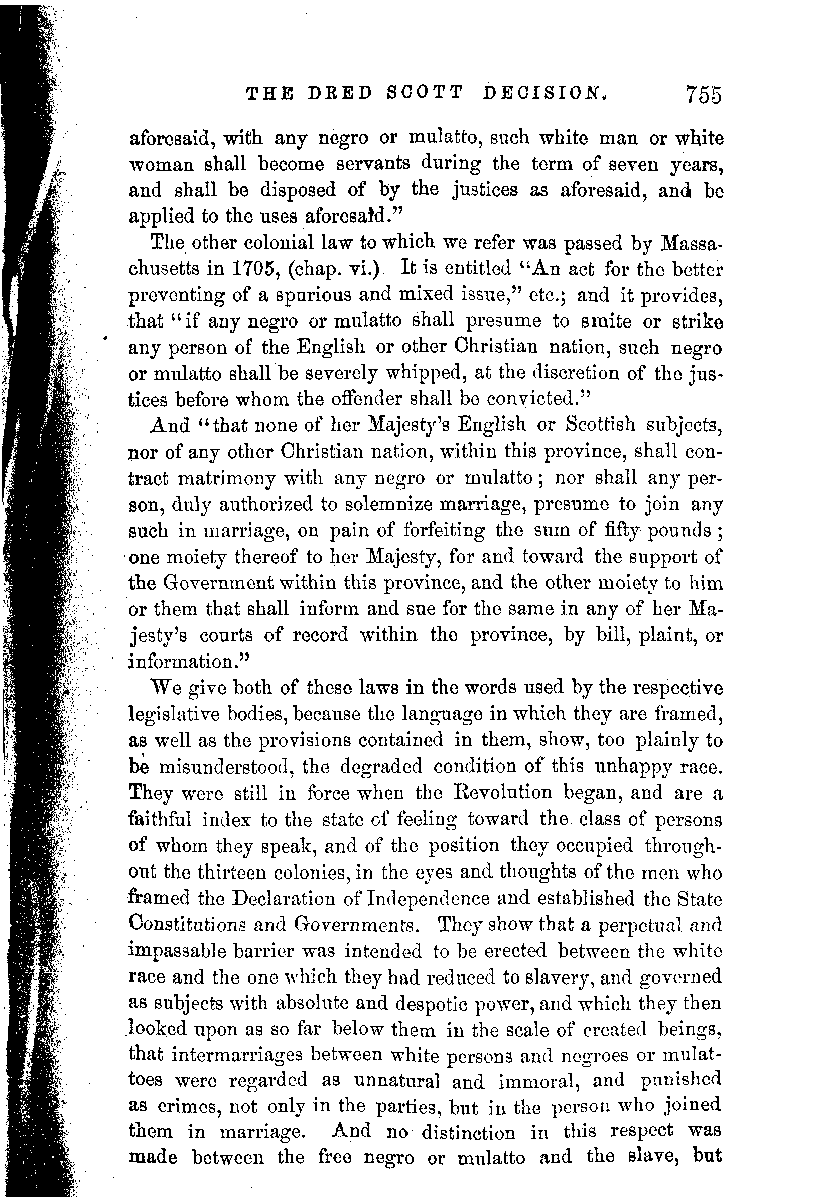 THE DRED SCOTT DECISION. 755
aforesaid, with any negro or mulatto, such white man or white
woman shall become servants during the term of seven years,
and shall be disposed of by the justices as aforesaid, and be
applied to the uses aforesaid."
The other colonial law to which we refer was passed by Massa-
chusetts in 1705, (chap. vi.) It is entitled "An act for the better
preventing of a spurious and mixed issue," etc.; and it provides,
that "if any negro or mulatto shall presume to smite or strike
any person of the English or other Christian nation, such negro
or mulatto shall be severely whipped, at the discretion of the jus-
tices before whom the offender shall be convicted."
And "that none of her Majesty's English or Scottish subjects,
nor of any other Christian nation, within this province, shall con-
tract matrimony with any negro or mulatto; nor shall any per-
son, duly authorized to solemnize marriage, presume to join any
such in marriage, on pain of forfeiting the sum of fifty pounds;
one moiety thereof to her Majesty, for and toward the support of
the Government within this province, and the other moiety to him
or them that shall inform and sue for the same in any of her Ma-
jesty's courts of record within the province, by bill, plaint, or
information."
We give both of these laws in the words used by the respective
legislative bodies, because the language in which they are framed,
as well as the provisions contained in them, show, too plainly to
be misunderstood, the degraded condition of this unhappy race.
They were still in force when the Revolution began, and are a
faithful index to the state of feeling toward the class of persons
of whom they speak, and of the position they occupied through-
out the thirteen colonies, in the eyes and thoughts of the men who
framed the Declaration of Independence and established the State
Constitutions and Governments. They show that a perpetual and
impassable barrier was intended to be erected between the white
race and the one which they had reduced to slavery, and governed
as subjects with absolute and despotic power, and which they then
looked upon as so far below them in the scale of created beings,
that intermarriages between white persons and negroes or mulat-
toes were regarded as unnatural and immoral, and punished
as crimes, not only in the parties, but in the person who joined
them in marriage. And no distinction in this respect was
made between the free negro or mulatto and the slave, but